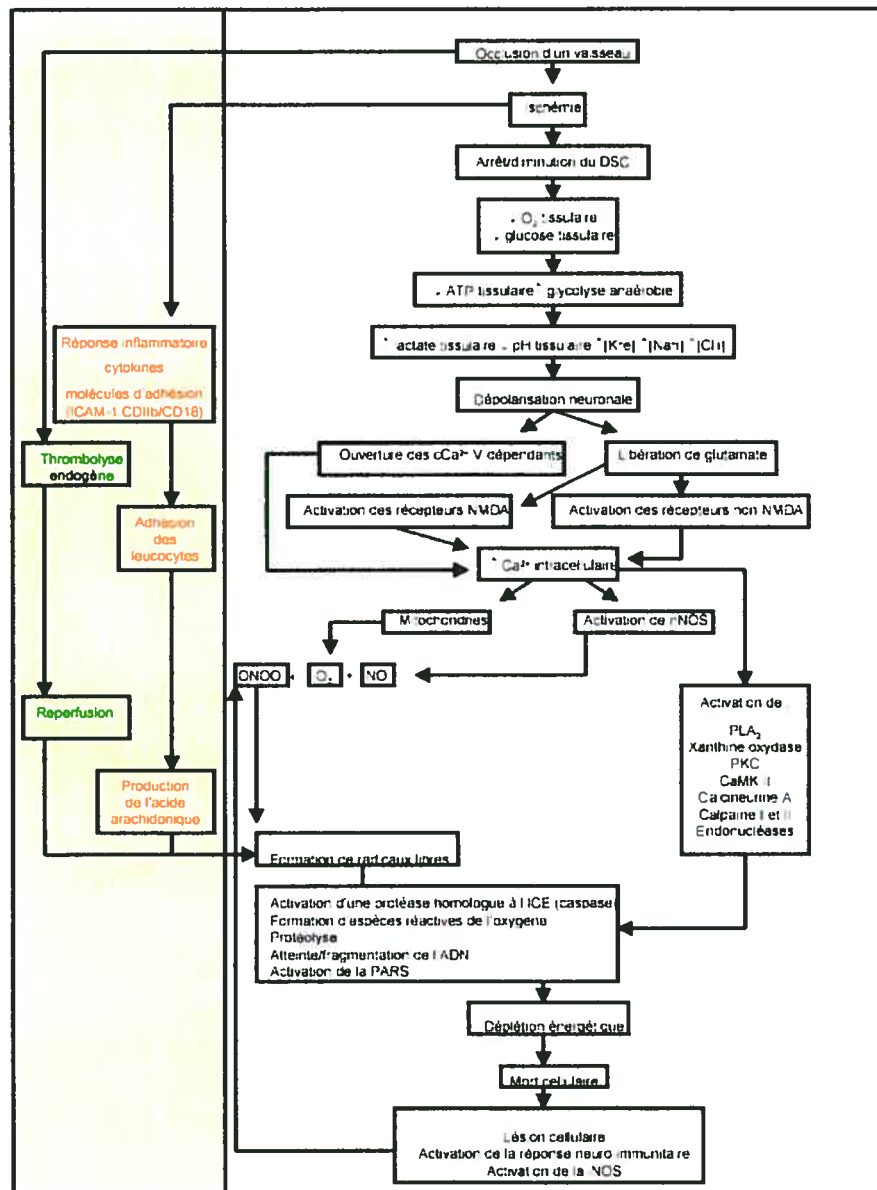 Occlusion d'un vaisseau
Ischémie
Arrêt/diminution du DSC
O₂ tissulaire
glucose tissulaire
ATP tissulaire glycolyse anaérobie
lactate tissulaire pH tissulaire
Dépolarisation neuronale
Ouverture des cCa²⁺ V dépendants
Libération de glutamate
Activation des récepteurs NMDA
Activation des récepteurs non NMDA
Ca²⁺ intracellulaire
Mitochondries
Activation de nNOS
ONOO
O₂
NO
Activation de
PLA₂
Xanthine oxydase
PKC
CaMK II
Calcineurine A
Calpaine I et II
Endonucléases
Réponse inflammatoire
cytokines
molécules d'adhésion
(ICAM-1 CDIIb/CD18)
Thrombolyse
endogène
Adhésion
des
leucocytes
Reperfusion
Production
de l'acide
arachidonique
Formation de radicaux libres
Activation d'une protéase homologue à l'ICE (caspase)
Formation d'espèces réactives de l'oxygène
Protéolyse
Atteinte/fragmentation de l'ADN
Activation de la PARS
Déplétion énergétique
Mort cellulaire
Lésion cellulaire
Activation de la réponse neuro immunitaire
Activation de la iNOS